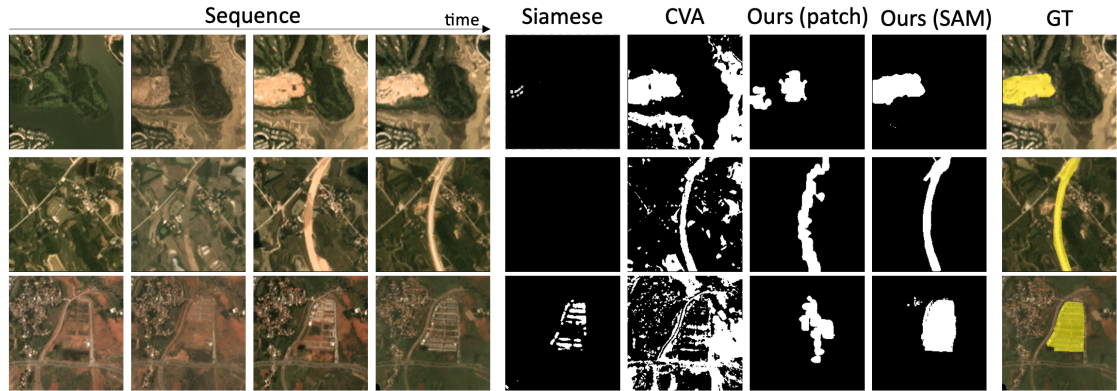 Sequence
time
Siamese
CVA
Ours (patch)
Ours (SAM)
GT